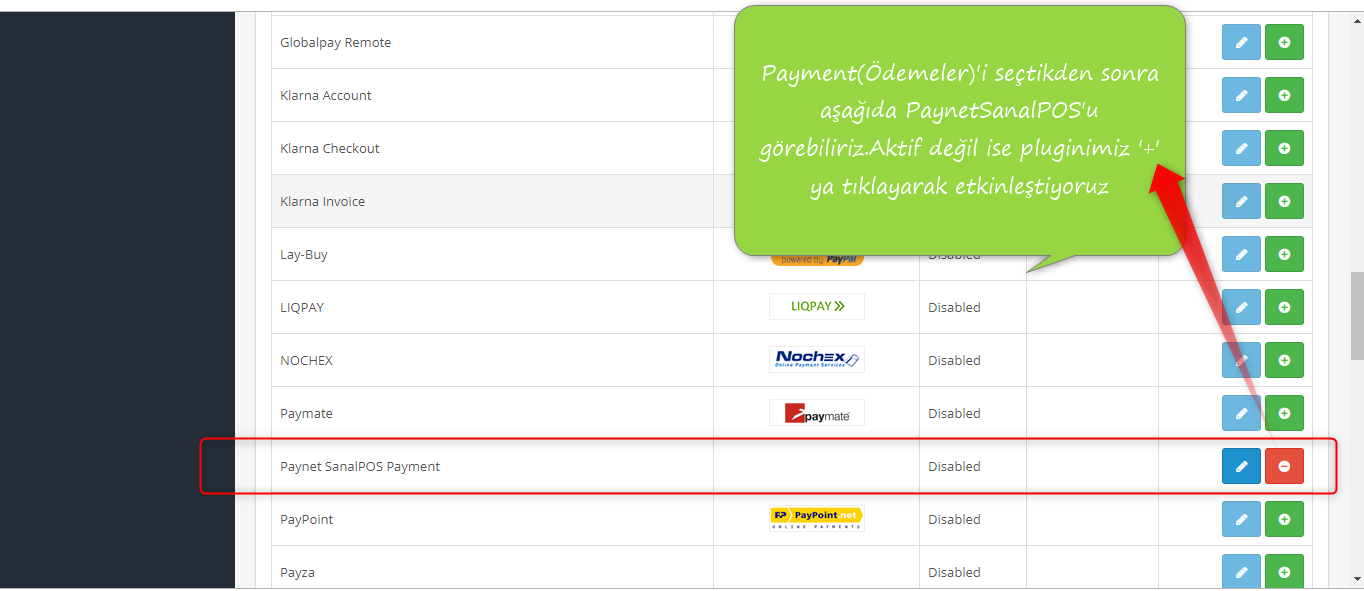 Globalpay Remote
Klarna Account
Klarna Checkout
Klarna Invoice
Payment(Ödemeler)'i seçtikden sonra
aşağıda PaynetSanalPOS'u
görebiliriz.Aktif değil ise pluginimiz '+'
ya tıklayarak etkinleştiyoruz
Lay-Buy powered by PayPal Disabled
LIQPAY LIQPAY Disabled
NOCHEX Nochex Disabled
Online Payment Services
Paymate paymate Disabled
Paynet SanalPOS Payment Disabled
PayPoint PP PayPoint net Disabled
ONLINE PAYMENTS
Payza Disabled